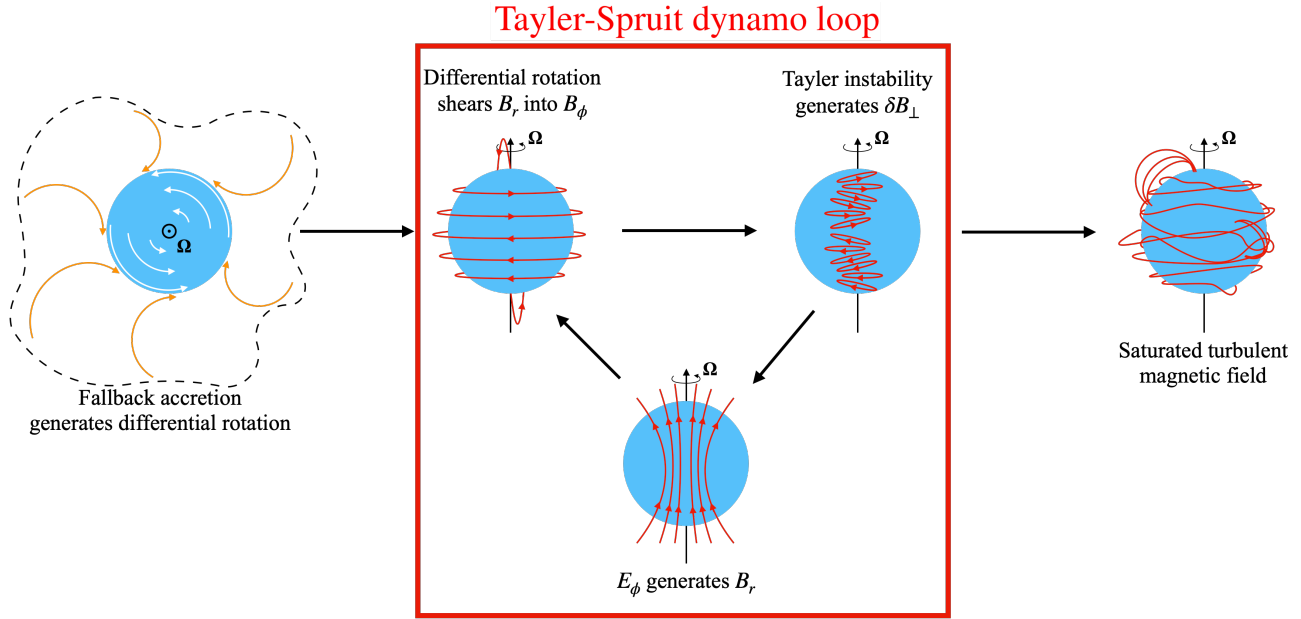 Tayler-Spruit dynamo loop
Differential rotation
shears B_r into B_ϕ
Tayler instability
generates δB_⊥
Ω
Ω
Ω
Ω
Fallback accretion
generates differential rotation
Saturated turbulent
magnetic field
Ω
E_ϕ generates B_r